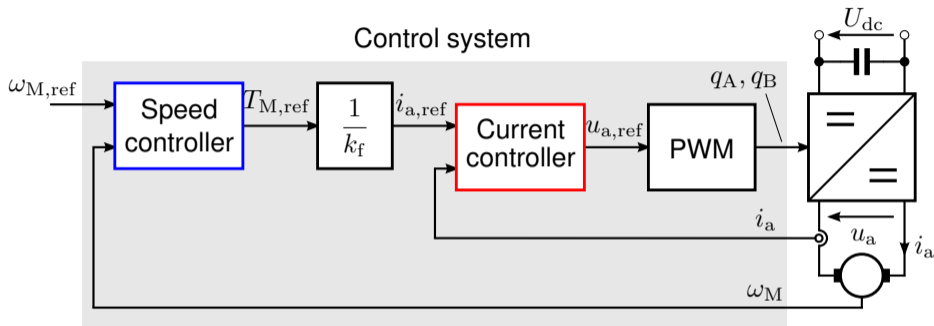 Control system
U_dc
ω_M,ref
Speed
controller
T_M,ref
1
k_f
i_a,ref
Current
controller
u_a,ref
PWM
q_A, q_B
i_a
u_a
i_a
ω_M